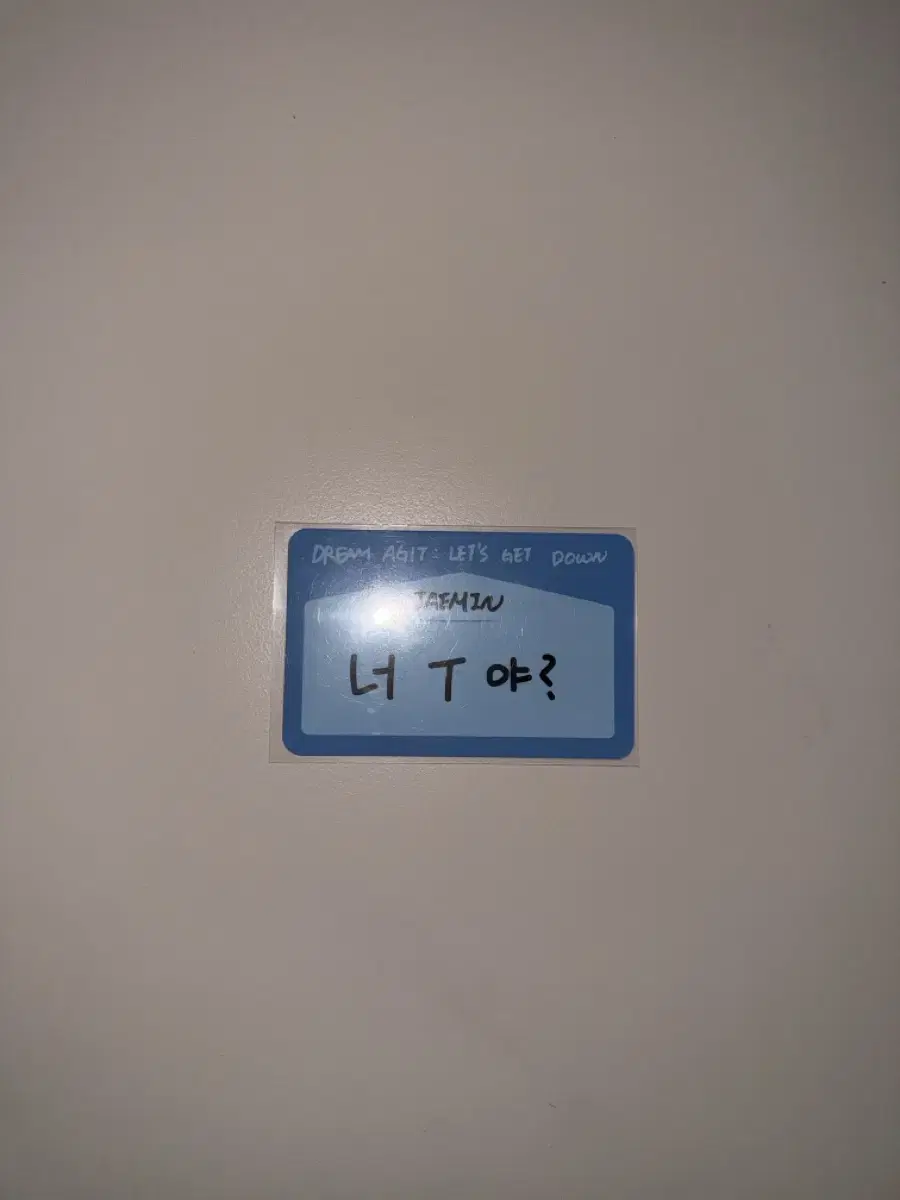 DREAM AGIT : LET'S GET DOWN
JAEMIN
너 T 야?